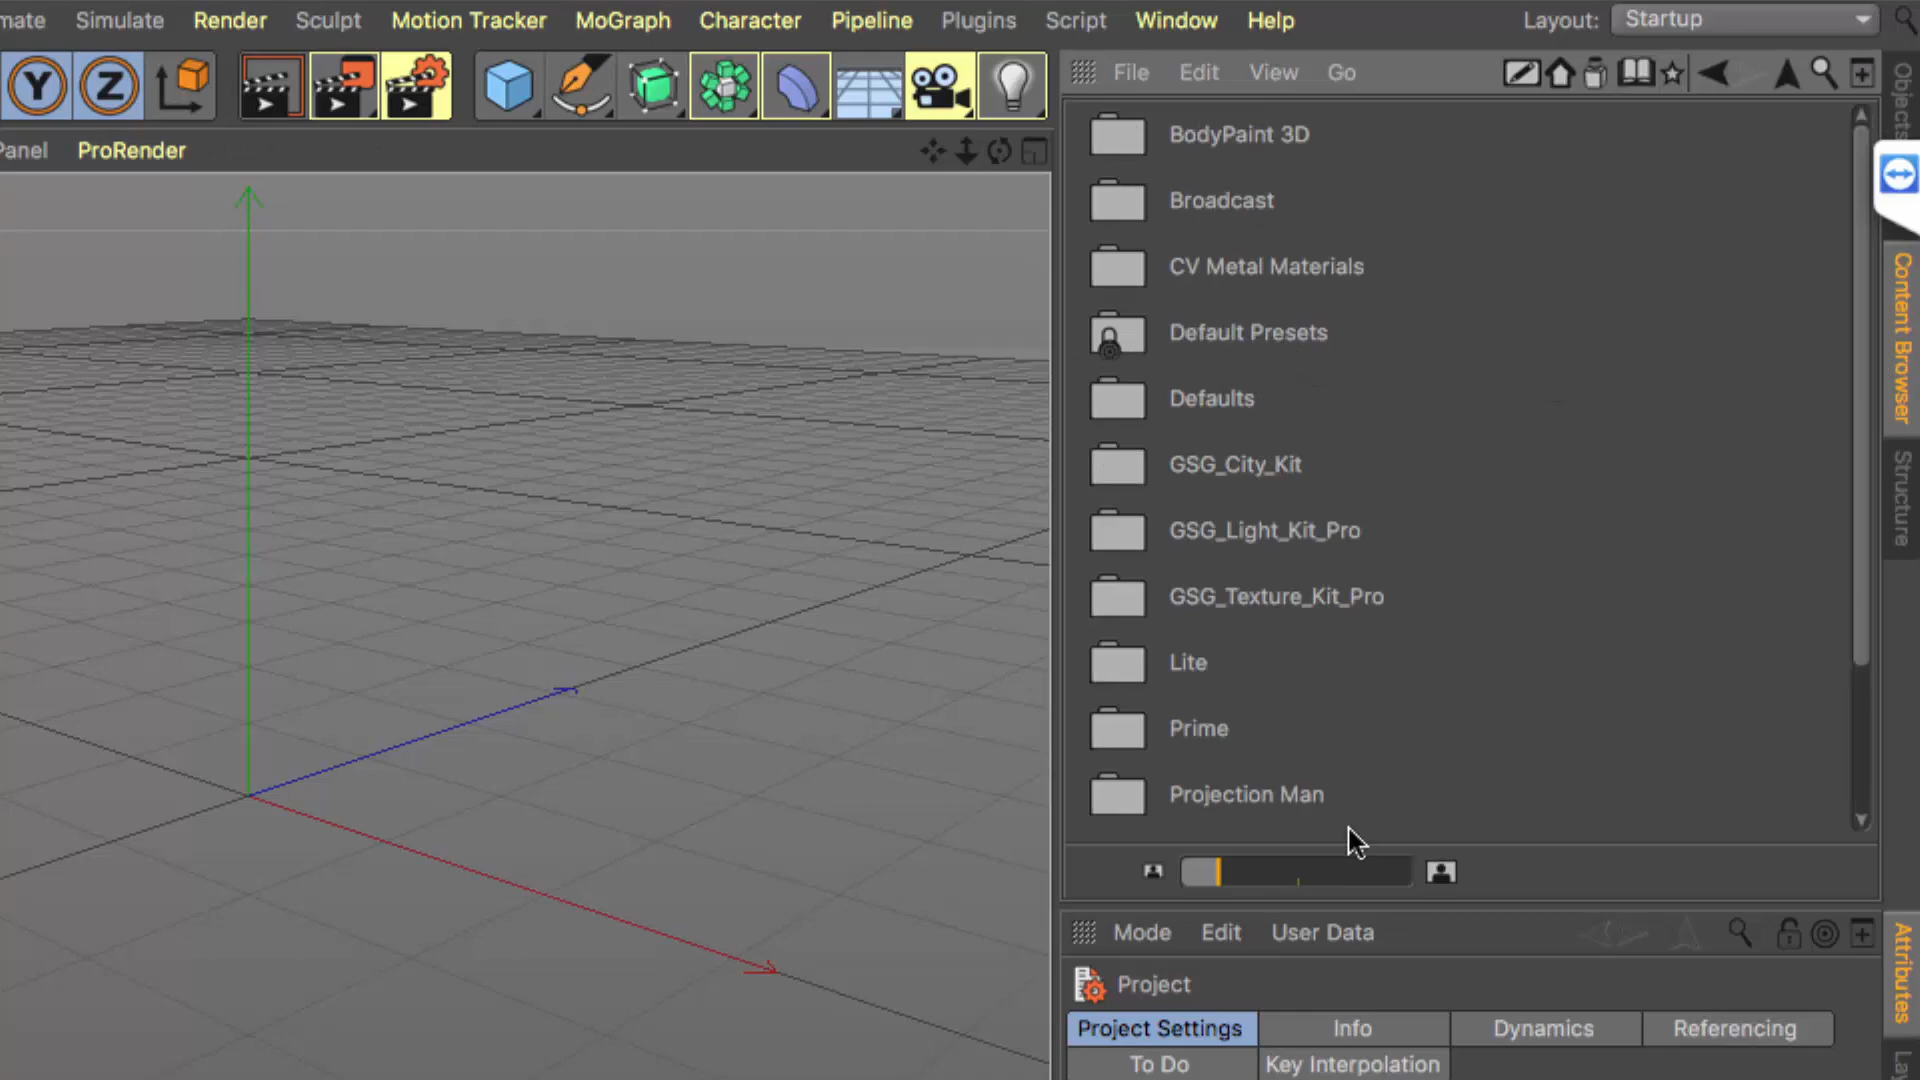 mate Simulate Render Sculpt Motion Tracker MoGraph Character Pipeline Plugins Script Window Help Layout: Startup
Y Z
File Edit View Go
Panel ProRender
Objects
BodyPaint 3D
Broadcast
CV Metal Materials
Default Presets
Defaults
GSG_City_Kit
GSG_Light_Kit_Pro
GSG_Texture_Kit_Pro
Lite
Prime
Projection Man
Content Browser
Structure
Mode Edit User Data
Attributes
Project
Project Settings Info Dynamics Referencing
To Do Key Interpolation